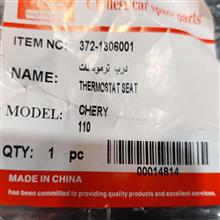 Chinese car spare parts
ITEM NO: 372-1306001
درب ترموستات
NAME: THERMOSTAT SEAT
MODEL: CHERY
110
QTY: 1 pc
00014814
MADE IN CHINA
has been committed to providing quality products and excellent services.